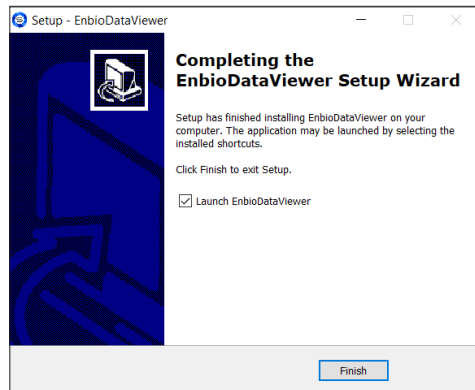 Setup - EnbioDataViewer
Completing the
EnbioDataViewer Setup Wizard
Setup has finished installing EnbioDataViewer on your
computer. The application may be launched by selecting the
installed shortcuts.
Click Finish to exit Setup.
Launch EnbioDataViewer
Finish